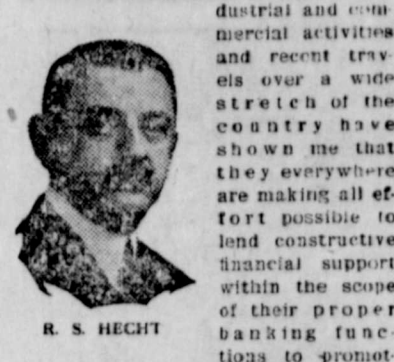 dustrial and com-
mercial activities
and recent trav-
els over a wide
stretch of the
country have
shown me that
they everywhere
are making all ef-
fort possible to
lend constructive
financial support
within the scope
of their proper
banking func-
tions to promot-
R. S. HECHT